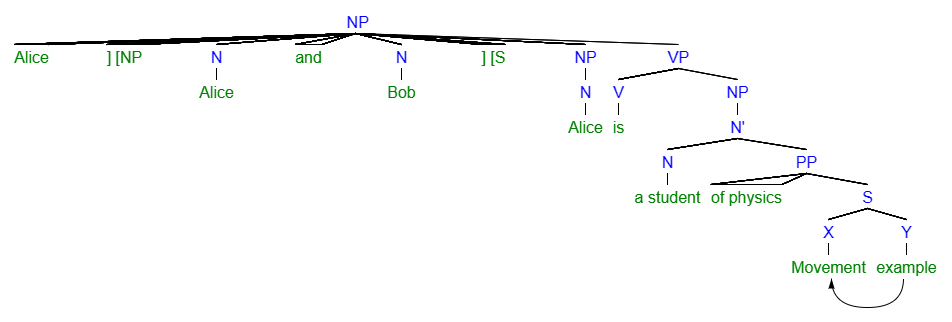 NP
Alice ] [NP N and N ] [S NP VP
Alice Bob N V NP
Alice is N'
N PP
a student of physics S
X Y
Movement example